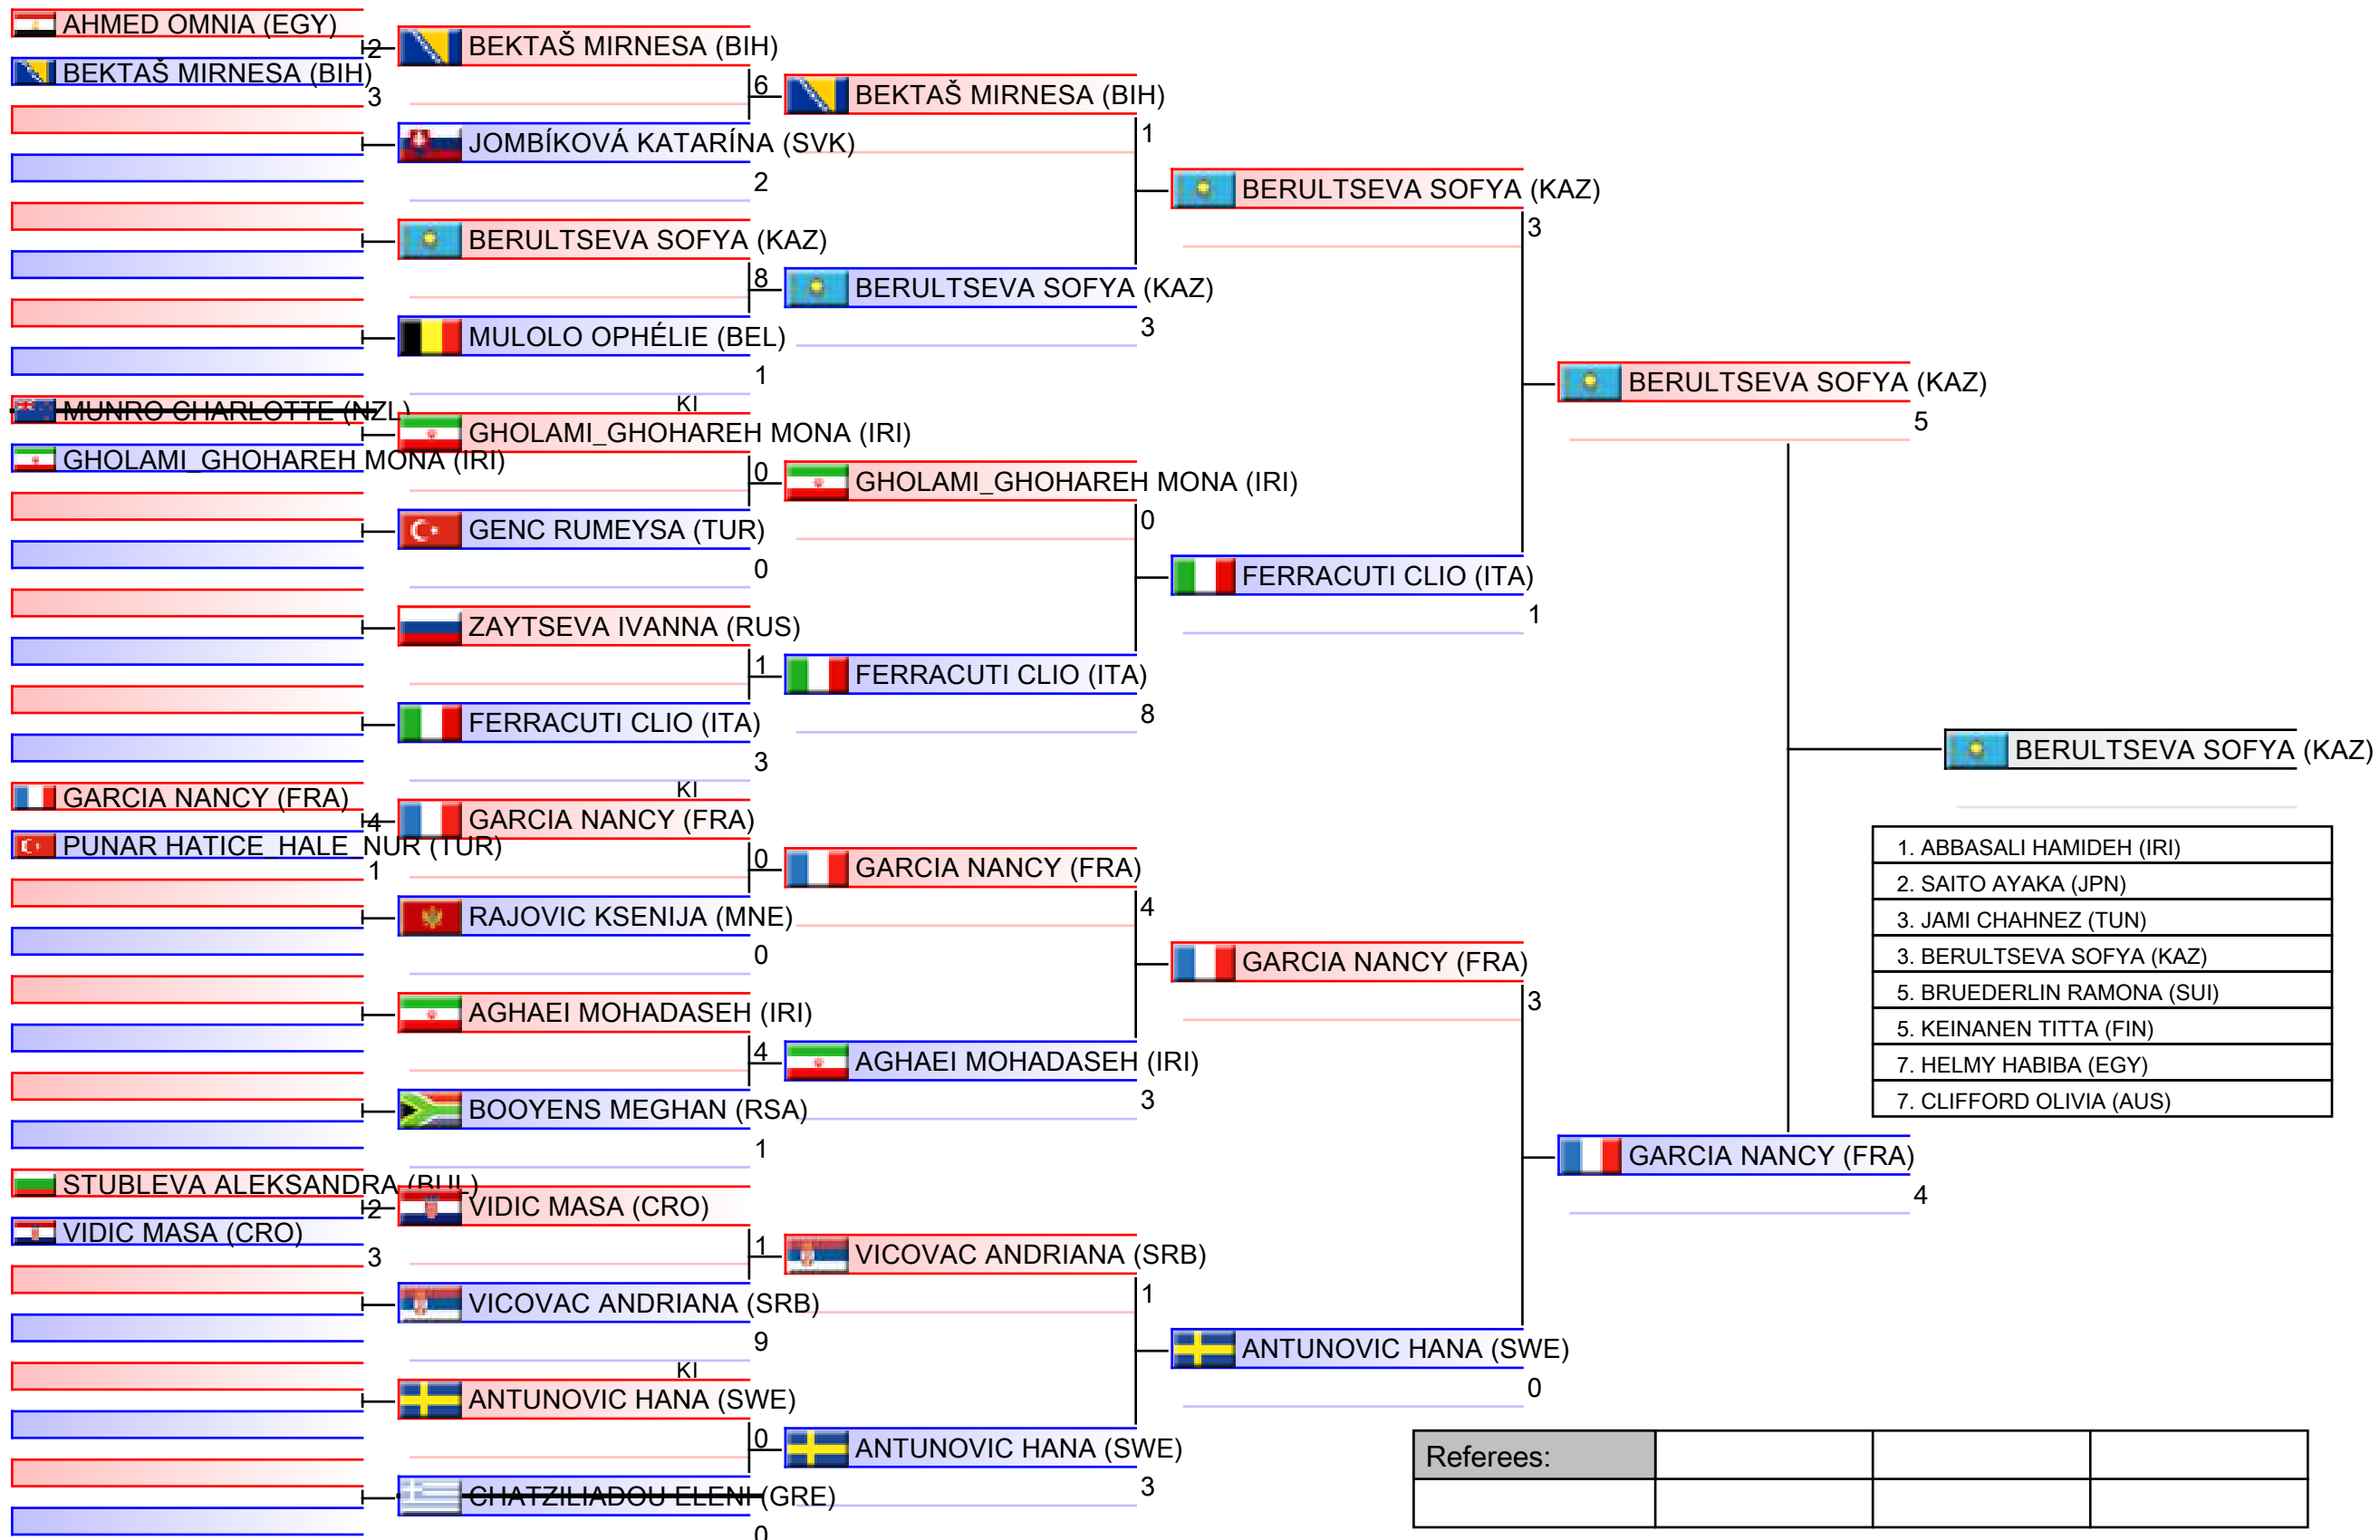 AHMED OMNIA (EGY)
2
BEKTAŠ MIRNESA (BIH)
3
MUNRO CHARLOTTE (NZL)
GHOLAMI_GHOHAREH MONA (IRI)
GARCIA NANCY (FRA)
4
PUNAR HATICE_HALE_NUR (TUR)
1
STUBLEVA ALEKSANDRA (BUL)
2
VIDIC MASA (CRO)
3
BEKTAŠ MIRNESA (BIH)
6
JOMBÍKOVÁ KATARÍNA (SVK)
2
BERULTSEVA SOFYA (KAZ)
8
MULOLO OPHÉLIE (BEL)
1
KI
GHOLAMI_GHOHAREH MONA (IRI)
0
GENC RUMEYSA (TUR)
0
ZAYTSEVA IVANNA (RUS)
1
FERRACUTI CLIO (ITA)
3
KI
GARCIA NANCY (FRA)
0
RAJOVIC KSENIJA (MNE)
0
AGHAEI MOHADASEH (IRI)
4
BOOYENS MEGHAN (RSA)
1
VIDIC MASA (CRO)
1
VICOVAC ANDRIANA (SRB)
9
KI
ANTUNOVIC HANA (SWE)
0
CHATZILIADOU ELENI (GRE)
0
BEKTAŠ MIRNESA (BIH)
1
BERULTSEVA SOFYA (KAZ)
3
GHOLAMI_GHOHAREH MONA (IRI)
0
FERRACUTI CLIO (ITA)
8
GARCIA NANCY (FRA)
4
AGHAEI MOHADASEH (IRI)
3
VICOVAC ANDRIANA (SRB)
1
ANTUNOVIC HANA (SWE)
3
BERULTSEVA SOFYA (KAZ)
3
FERRACUTI CLIO (ITA)
1
GARCIA NANCY (FRA)
3
ANTUNOVIC HANA (SWE)
0
BERULTSEVA SOFYA (KAZ)
5
GARCIA NANCY (FRA)
4
BERULTSEVA SOFYA (KAZ)
1. ABBASALI HAMIDEH (IRI)
2. SAITO AYAKA (JPN)
3. JAMI CHAHNEZ (TUN)
3. BERULTSEVA SOFYA (KAZ)
5. BRUEDERLIN RAMONA (SUI)
5. KEINANEN TITTA (FIN)
7. HELMY HABIBA (EGY)
7. CLIFFORD OLIVIA (AUS)
Referees: